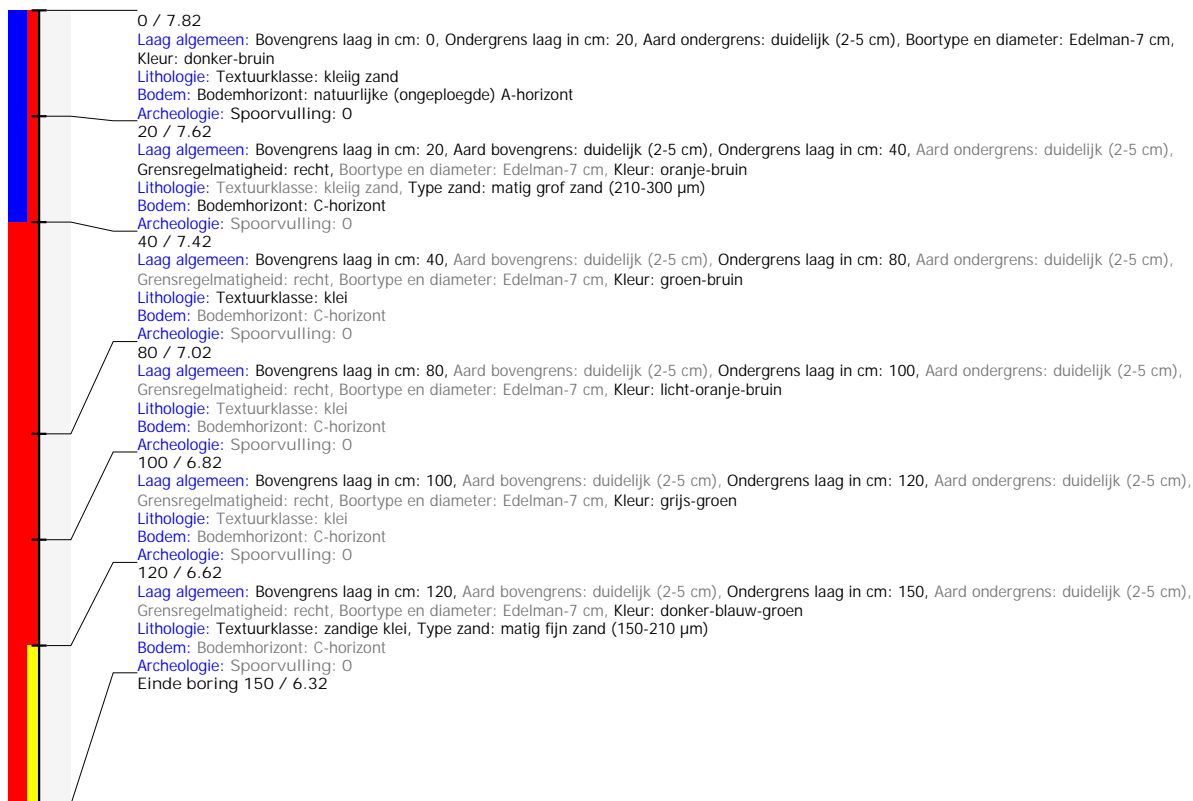 0 / 7.82
Laag algemeen: Bovengrens laag in cm: 0, Ondergrens laag in cm: 20, Aard ondergrens: duidelijk (2-5 cm), Boortype en diameter: Edelman-7 cm,
Kleur: donker-bruin
Lithologie: Textuurklasse: kleiig zand
Bodem: Bodemhorizont: natuurlijke (ongeploegde) A-horizont
Archeologie: Spoorvulling: 0
20 / 7.62
Laag algemeen: Bovengrens laag in cm: 20, Aard bovengrens: duidelijk (2-5 cm), Ondergrens laag in cm: 40, Aard ondergrens: duidelijk (2-5 cm),
Grensregelmatigheid: recht, Boortype en diameter: Edelman-7 cm, Kleur: oranje-bruin
Lithologie: Textuurklasse: kleiig zand, Type zand: matig grof zand (210-300 µm)
Bodem: Bodemhorizont: C-horizont
Archeologie: Spoorvulling: 0
40 / 7.42
Laag algemeen: Bovengrens laag in cm: 40, Aard bovengrens: duidelijk (2-5 cm), Ondergrens laag in cm: 80, Aard ondergrens: duidelijk (2-5 cm),
Grensregelmatigheid: recht, Boortype en diameter: Edelman-7 cm, Kleur: groen-bruin
Lithologie: Textuurklasse: klei
Bodem: Bodemhorizont: C-horizont
Archeologie: Spoorvulling: 0
80 / 7.02
Laag algemeen: Bovengrens laag in cm: 80, Aard bovengrens: duidelijk (2-5 cm), Ondergrens laag in cm: 100, Aard ondergrens: duidelijk (2-5 cm),
Grensregelmatigheid: recht, Boortype en diameter: Edelman-7 cm, Kleur: licht-oranje-bruin
Lithologie: Textuurklasse: klei
Bodem: Bodemhorizont: C-horizont
Archeologie: Spoorvulling: 0
100 / 6.82
Laag algemeen: Bovengrens laag in cm: 100, Aard bovengrens: duidelijk (2-5 cm), Ondergrens laag in cm: 120, Aard ondergrens: duidelijk (2-5 cm),
Grensregelmatigheid: recht, Boortype en diameter: Edelman-7 cm, Kleur: grijs-groen
Lithologie: Textuurklasse: klei
Bodem: Bodemhorizont: C-horizont
Archeologie: Spoorvulling: 0
120 / 6.62
Laag algemeen: Bovengrens laag in cm: 120, Aard bovengrens: duidelijk (2-5 cm), Ondergrens laag in cm: 150, Aard ondergrens: duidelijk (2-5 cm),
Grensregelmatigheid: recht, Boortype en diameter: Edelman-7 cm, Kleur: donker-blauw-groen
Lithologie: Textuurklasse: zandige klei, Type zand: matig fijn zand (150-210 µm)
Bodem: Bodemhorizont: C-horizont
Archeologie: Spoorvulling: 0
Einde boring 150 / 6.32